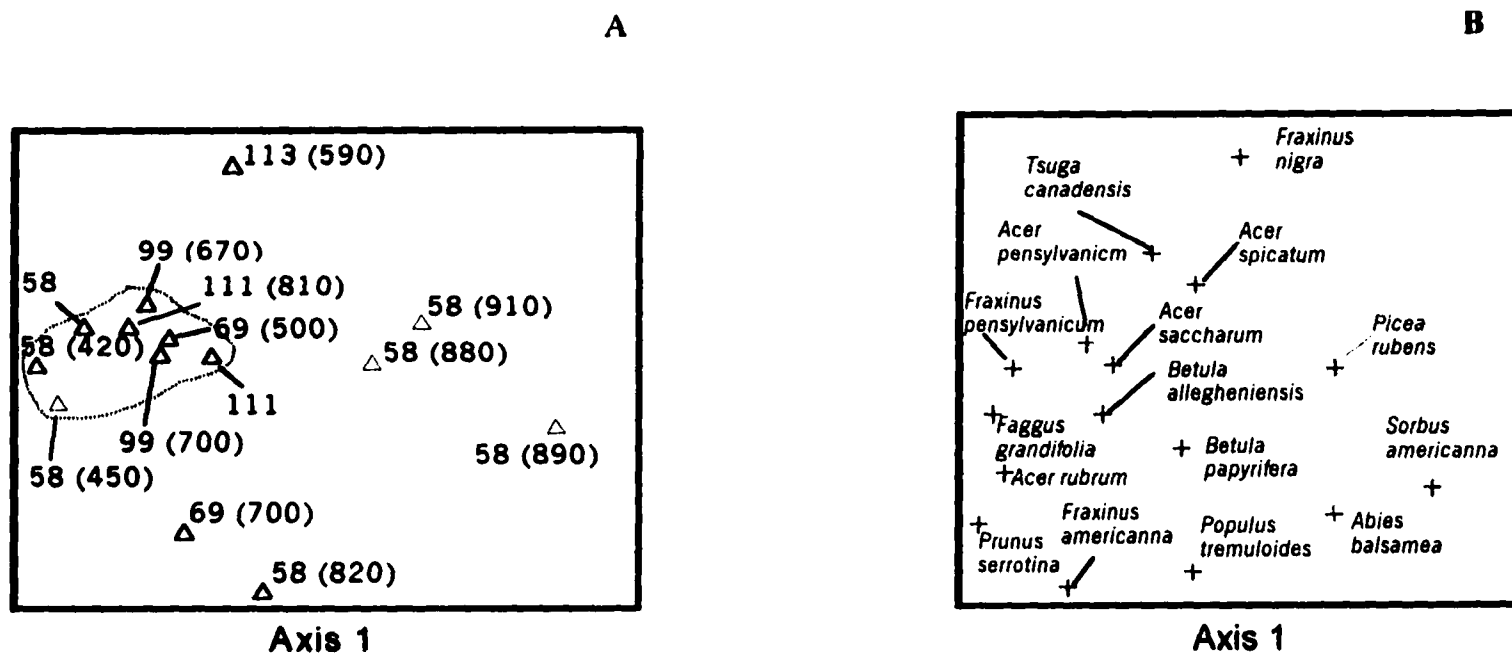 A
113 (590)
99 (670)
58
111 (810)
69 (500)
58 (420)
111
99 (700)
58 (450)
58 (910)
58 (880)
58 (890)
69 (700)
58 (820)
Axis 1
B
Fraxinus
nigra
Tsuga
canadensis
Acer
pensylvanicm
Acer
spicatum
Fraxinus
pensylvanicum
Acer
saccharum
Picea
rubens
Betula
allegheniensis
Faggus
grandifolia
Acer rubrum
Betula
papyrifera
Sorbus
americanna
Fraxinus
americanna
Prunus
serrotina
Populus
tremuloides
Abies
balsamea
Axis 1